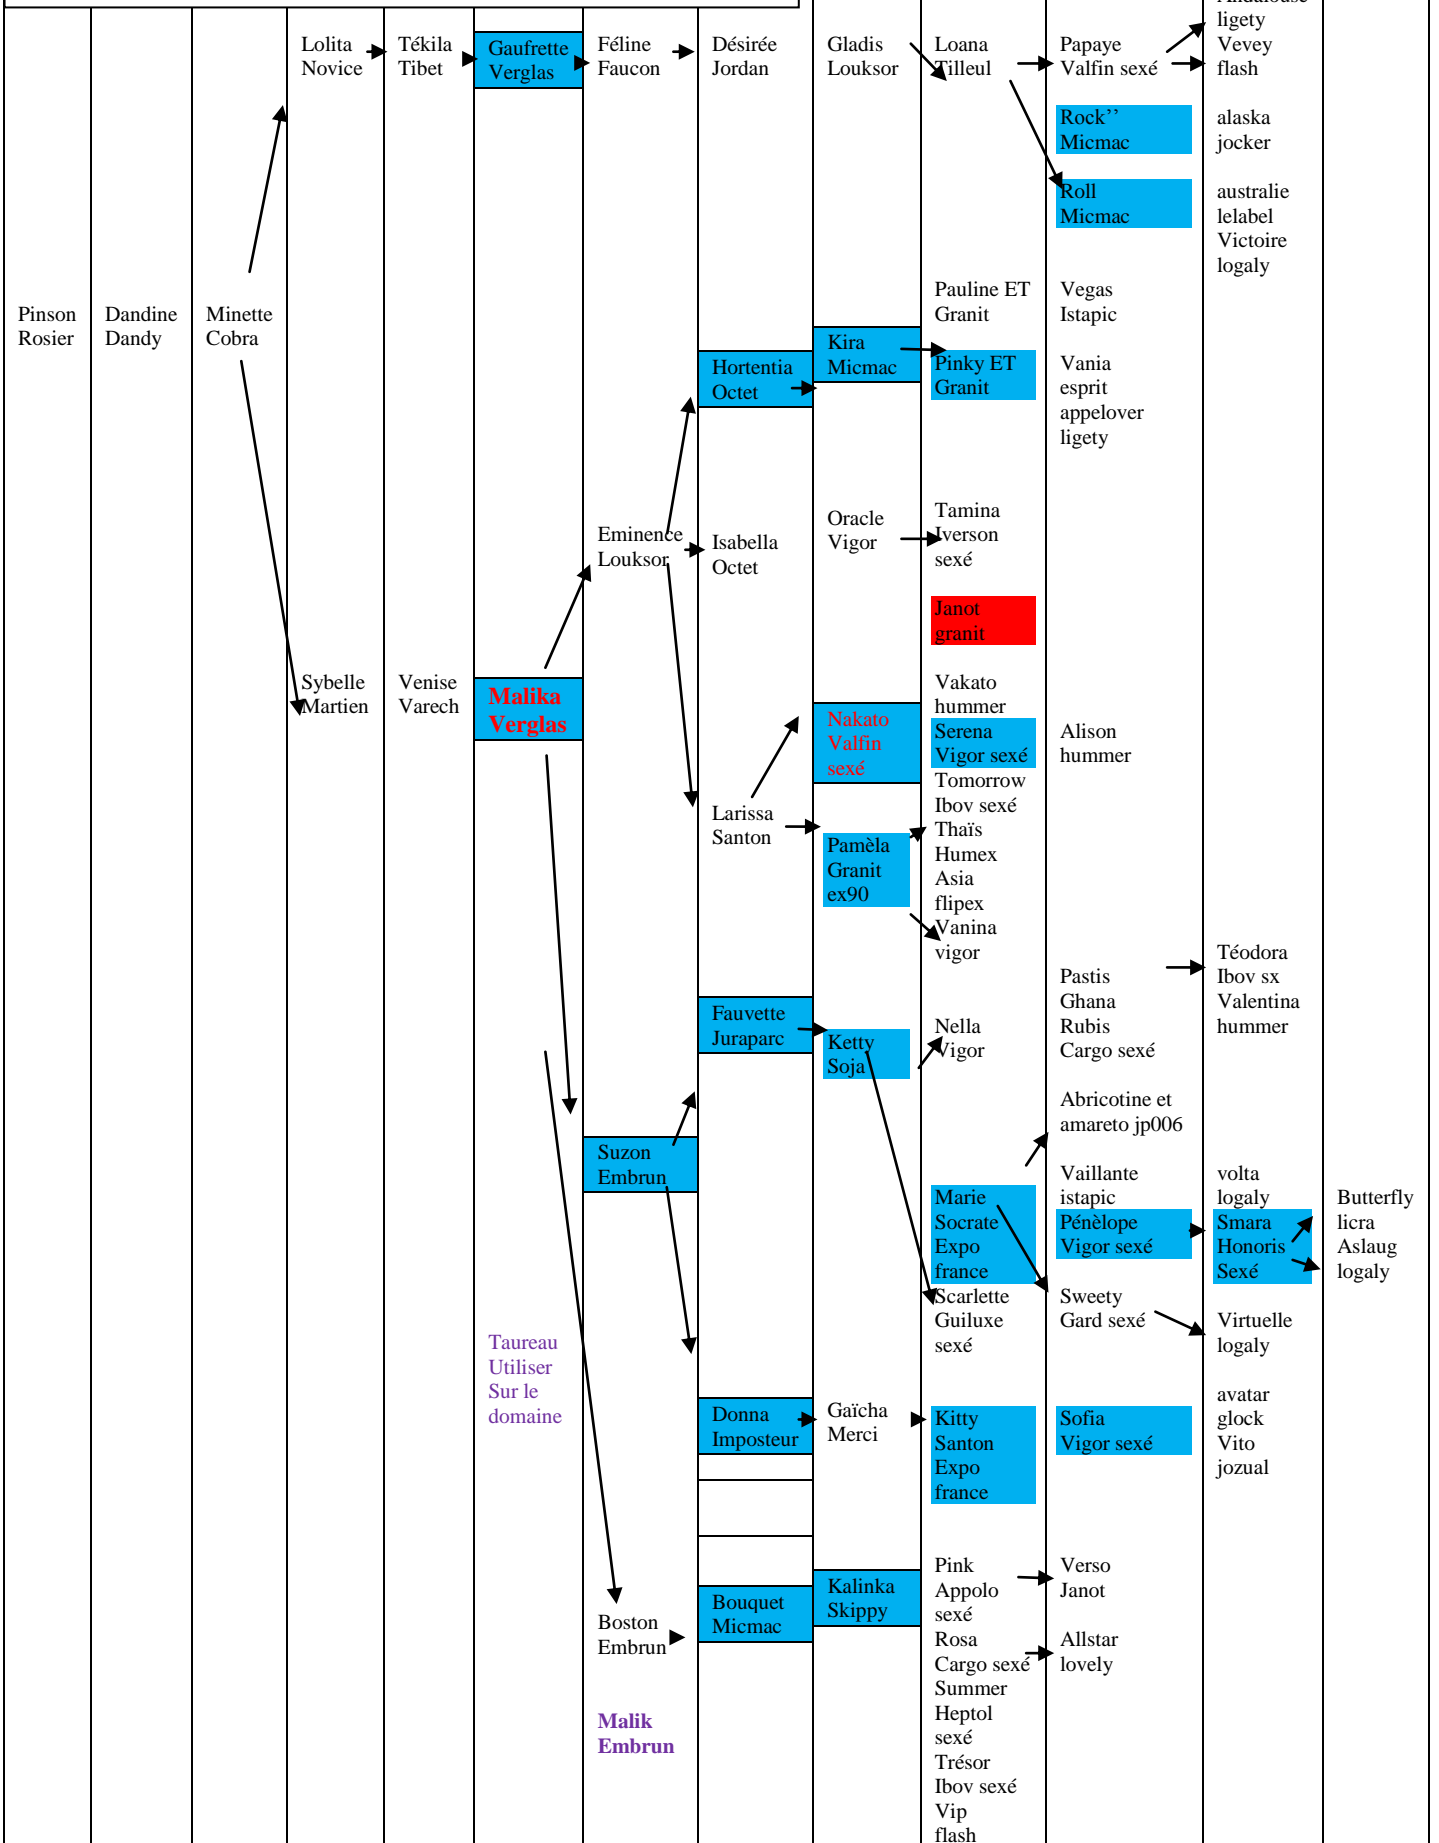 Pinson
Rosier
Dandine
Dandy
Minette
Cobra
Lolita
Novice
Sybelle
Martien
Tékila
Tibet
Venise
Varech
Gaufrette
Verglas
Malika
Verglas
Taureau
Utiliser
Sur le
domaine
Féline
Faucon
Eminence
Louksor
Suzon
Embrun
Boston
Embrun
Malik
Embrun
Désirée
Jordan
Hortentia
Octet
Isabella
Octet
Larissa
Santon
Fauvette
Juraparc
Donna
Imposteur
Bouquet
Micmac
Gladis
Louksor
Kira
Micmac
Oracle
Vigor
Nakato
Valfin
sexé
Pamèla
Granit
ex90
Ketty
Soja
Gaïcha
Merci
Kalinka
Skippy
Loana
Tilleul
Pauline ET
Granit
Pinky ET
Granit
Tamina
Iverson
sexé
Janot
granit
Vakato
hummer
Serena
Vigor sexé
Tomorrow
Ibov sexé
Thaïs
Humex
Asia
flipex
Vanina
vigor
Nella
Vigor
Marie
Socrate
Expo
france
Scarlette
Guiluxe
sexé
Kitty
Santon
Expo
france
Pink
Appolo
sexé
Rosa
Cargo sexé
Summer
Heptol
sexé
Trésor
Ibov sexé
Vip
flash
Papaye
Valfin sexé
Rock’’
Micmac
Roll
Micmac
Vegas
Istapic
Vania
esprit
appelover
ligety
Alison
hummer
Pastis
Ghana
Rubis
Cargo sexé
Abricotine et
amareto jp006
Vaillante
istapic
Pénèlope
Vigor sexé
Sweety
Gard sexé
Sofia
Vigor sexé
Verso
Janot
Allstar
lovely
ligety
Vevey
flash
alaska
jocker
australie
lelabel
Victoire
logaly
Téodora
Ibov sx
Valentina
hummer
volta
logaly
Smara
Honoris
Sexé
Virtuelle
logaly
avatar
glock
Vito
jozual
Butterfly
licra
Aslaug
logaly